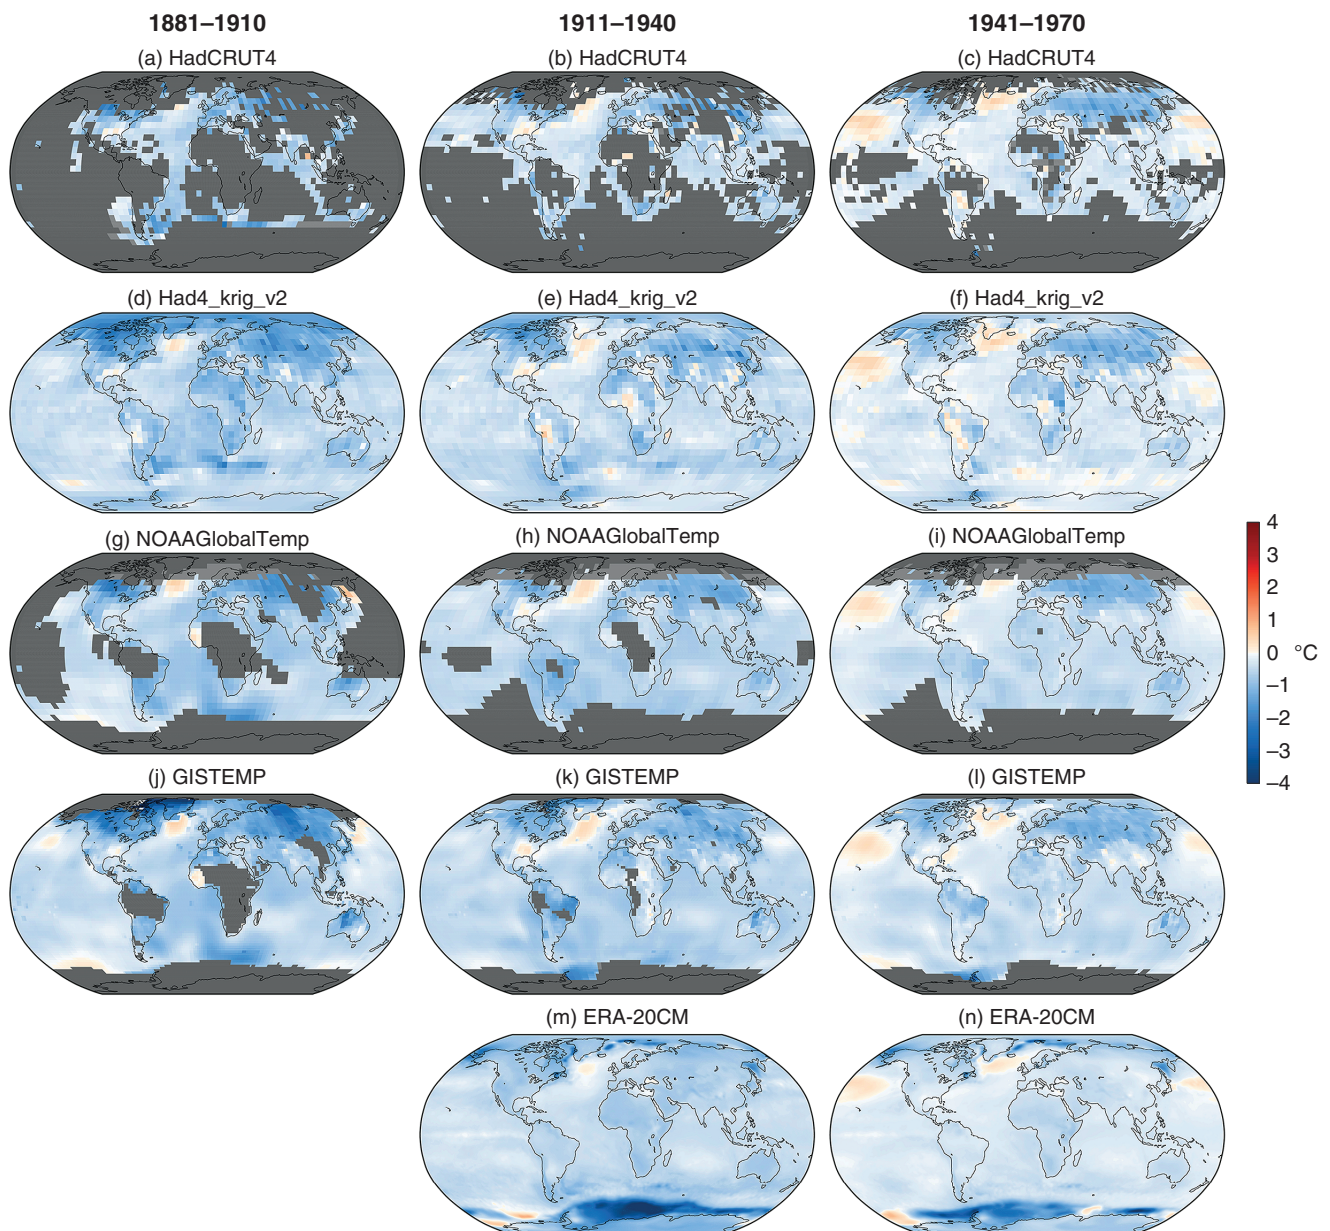 1881–1910
1911–1940
1941–1970
(a) HadCRUT4
(b) HadCRUT4
(c) HadCRUT4
(d) Had4_krig_v2
(e) Had4_krig_v2
(f) Had4_krig_v2
(g) NOAAGlobalTemp
(h) NOAAGlobalTemp
(i) NOAAGlobalTemp
4
3
2
1
0 °C
–1
–2
–3
–4
(j) GISTEMP
(k) GISTEMP
(l) GISTEMP
(m) ERA-20CM
(n) ERA-20CM